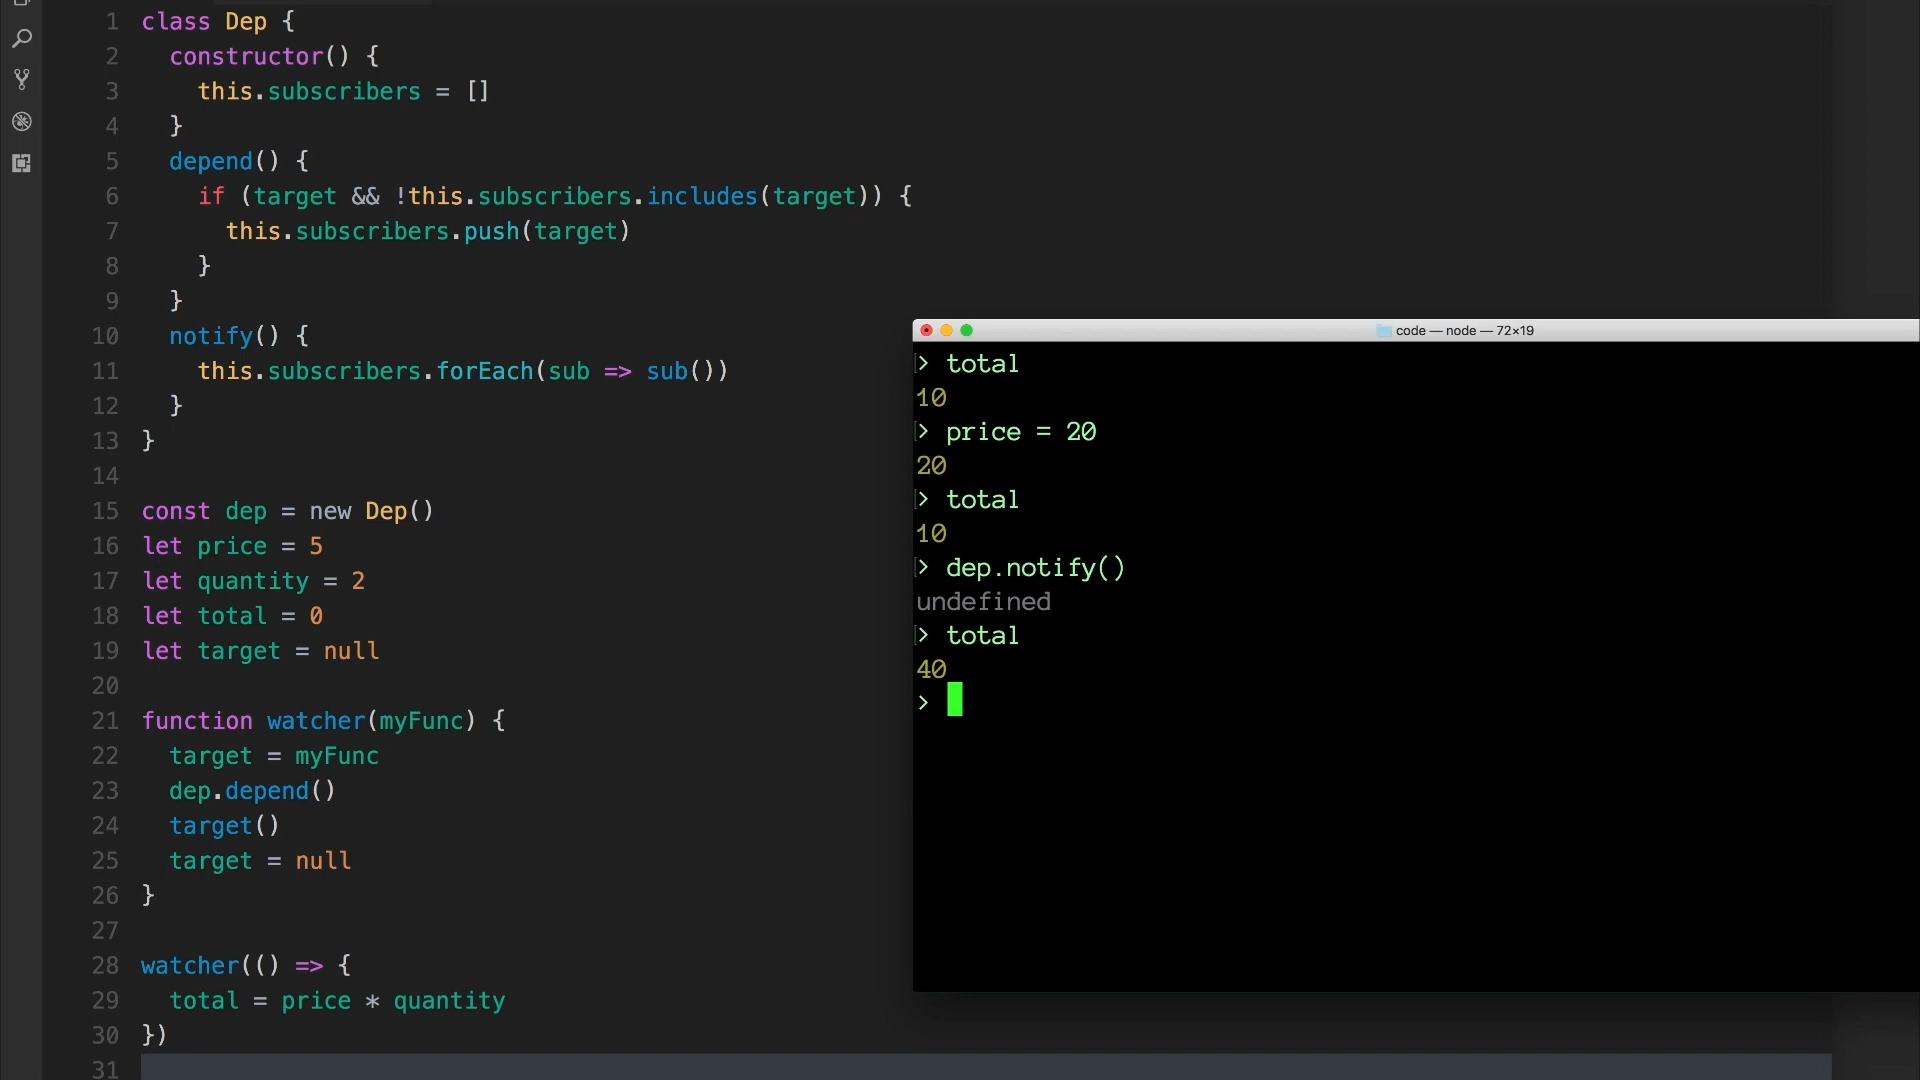 1 class Dep {
2   constructor() {
3     this.subscribers = []
4   }
5   depend() {
6     if (target && !this.subscribers.includes(target)) {
7       this.subscribers.push(target)
8     }
9   }
10   notify() {
11     this.subscribers.forEach(sub => sub())
12   }
13 }
14
15 const dep = new Dep()
16 let price = 5
17 let quantity = 2
18 let total = 0
19 let target = null
20
21 function watcher(myFunc) {
22   target = myFunc
23   dep.depend()
24   target()
25   target = null
26 }
27
28 watcher(() => {
29   total = price * quantity
30 })
31
code — node — 72×19
> total
10
> price = 20
20
> total
10
> dep.notify()
undefined
> total
40
>